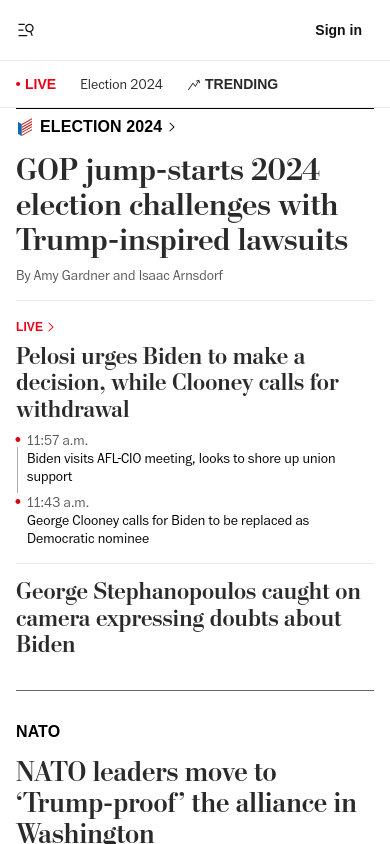 Sign in
LIVE
Election 2024
TRENDING
ELECTION 2024
GOP jump-starts 2024
election challenges with
Trump-inspired lawsuits
By Amy Gardner and Isaac Arnsdorf
LIVE
Pelosi urges Biden to make a
decision, while Clooney calls for
withdrawal
11:57 a.m.
Biden visits AFL-CIO meeting, looks to shore up union
support
11:43 a.m.
George Clooney calls for Biden to be replaced as
Democratic nominee
George Stephanopoulos caught on
camera expressing doubts about
Biden
NATO
NATO leaders move to
‘Trump-proof’ the alliance in
Washington